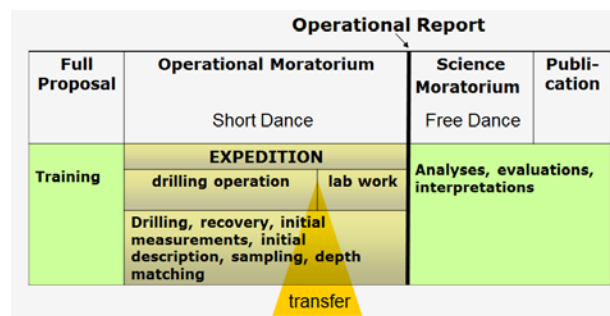 Operational Report
Full
Proposal
Operational Moratorium
Short Dance
Science
Moratorium
Free Dance
Publi-
cation
Training
EXPEDITION
drilling operation
lab work
Drilling, recovery, initial
measurements, initial
description, sampling, depth
matching
Analyses, evaluations,
interpretations
transfer